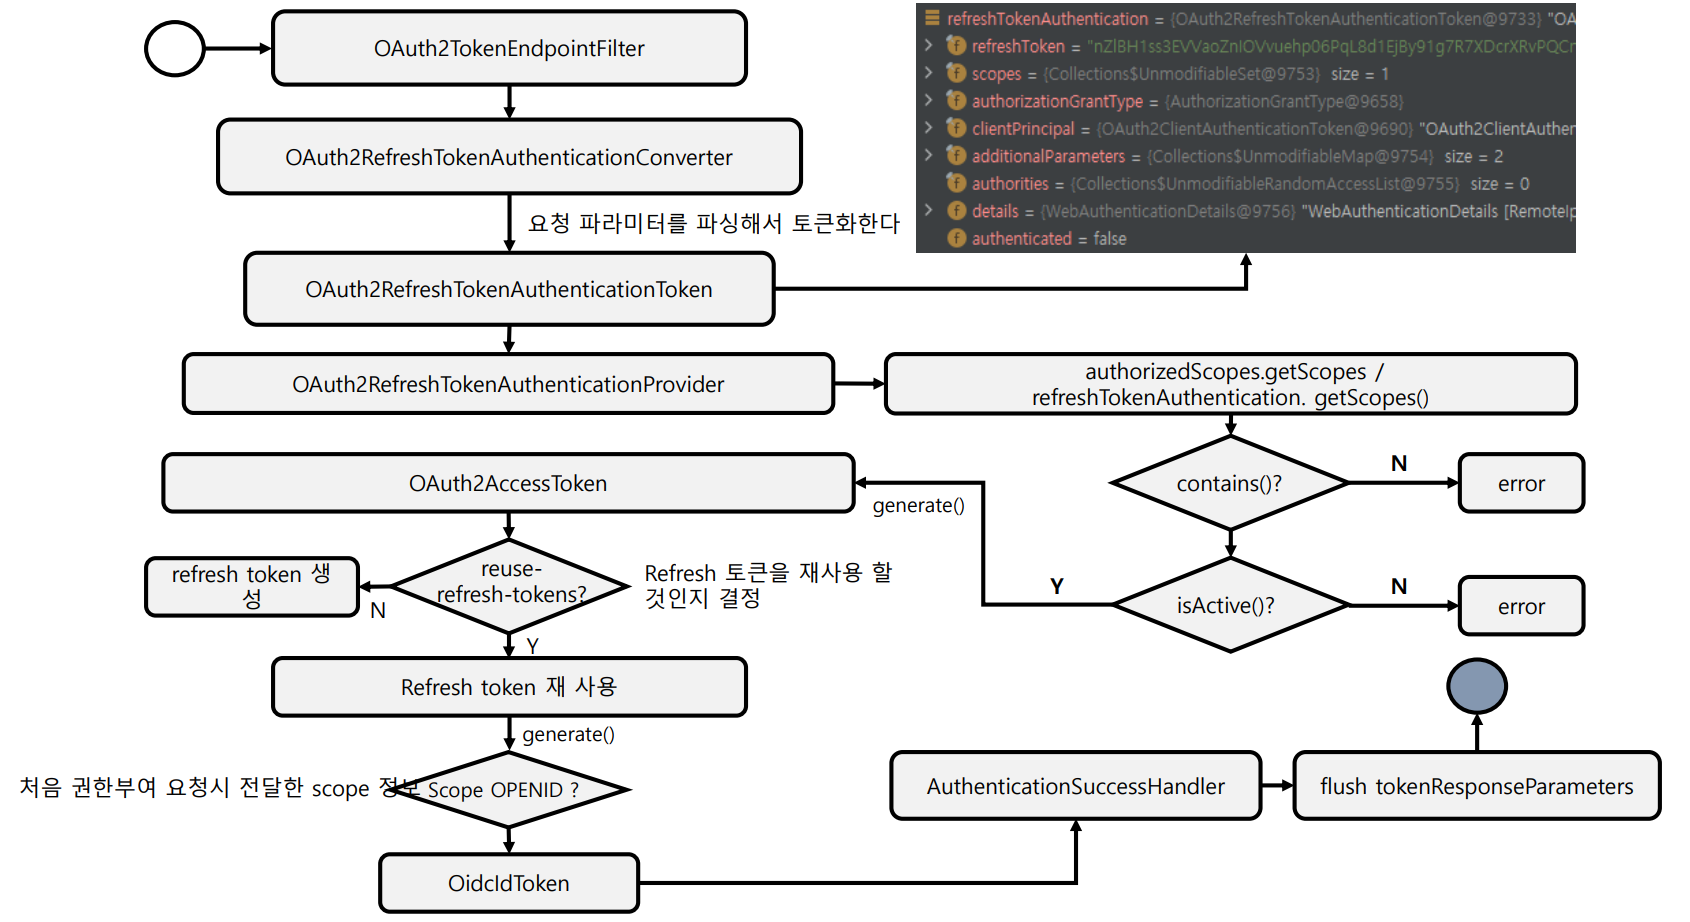 OAuth2TokenEndpointFilter
OAuth2RefreshTokenAuthenticationConverter
요청 파라미터를 파싱해서 토큰화한다
OAuth2RefreshTokenAuthenticationToken
refreshTokenAuthentication = {OAuth2RefreshTokenAuthenticationToken@9733} "OA
refreshToken =
scopes = {Collections$UnmodifiableSet@9753} size = 1
authorizationGrantType = {AuthorizationGrantType@9658}
clientPrincipal = {OAuth2ClientAuthenticationToken@9690} "OAuth2ClientAuthen
additionalParameters = {Collections$UnmodifiableMap@9754} size = 2
authorities = {Collections$UnmodifiableRandomAccessList@9755} size = 0
details = {WebAuthenticationDetails@9756} "WebAuthenticationDetails [RemoteIp
authenticated = false
OAuth2RefreshTokenAuthenticationProvider
authorizedScopes.getScopes /
refreshTokenAuthentication. getScopes()
contains()?
N
error
isActive()?
N
error
Y
generate()
OAuth2AccessToken
reuse-
refresh-tokens?
Refresh 토큰을 재사용 할
것인지 결정
N
refresh token 생
성
Y
Refresh token 재 사용
generate()
처음 권한부여 요청시 전달한 scope 정보
Scope OPENID ?
OidcIdToken
AuthenticationSuccessHandler
flush tokenResponseParameters